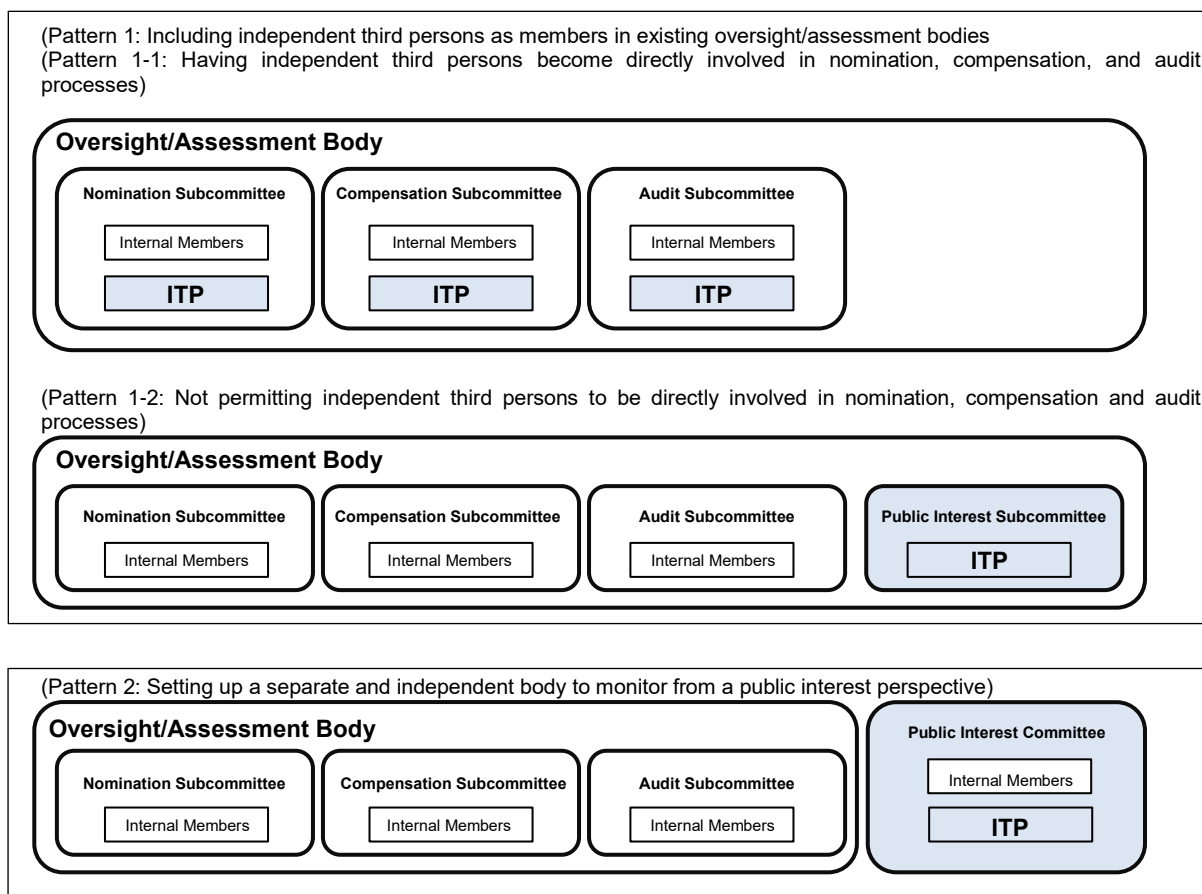 (Pattern 1: Including independent third persons as members in existing oversight/assessment bodies
(Pattern 1-1: Having independent third persons become directly involved in nomination, compensation, and audit
processes)
Oversight/Assessment Body
Nomination Subcommittee
Internal Members
ITP
Compensation Subcommittee
Internal Members
ITP
Audit Subcommittee
Internal Members
ITP
(Pattern 1-2: Not permitting independent third persons to be directly involved in nomination, compensation and audit
processes)
Oversight/Assessment Body
Nomination Subcommittee
Internal Members
Compensation Subcommittee
Internal Members
Audit Subcommittee
Internal Members
Public Interest Subcommittee
ITP
(Pattern 2: Setting up a separate and independent body to monitor from a public interest perspective)
Oversight/Assessment Body
Nomination Subcommittee
Internal Members
Compensation Subcommittee
Internal Members
Audit Subcommittee
Internal Members
Public Interest Committee
Internal Members
ITP